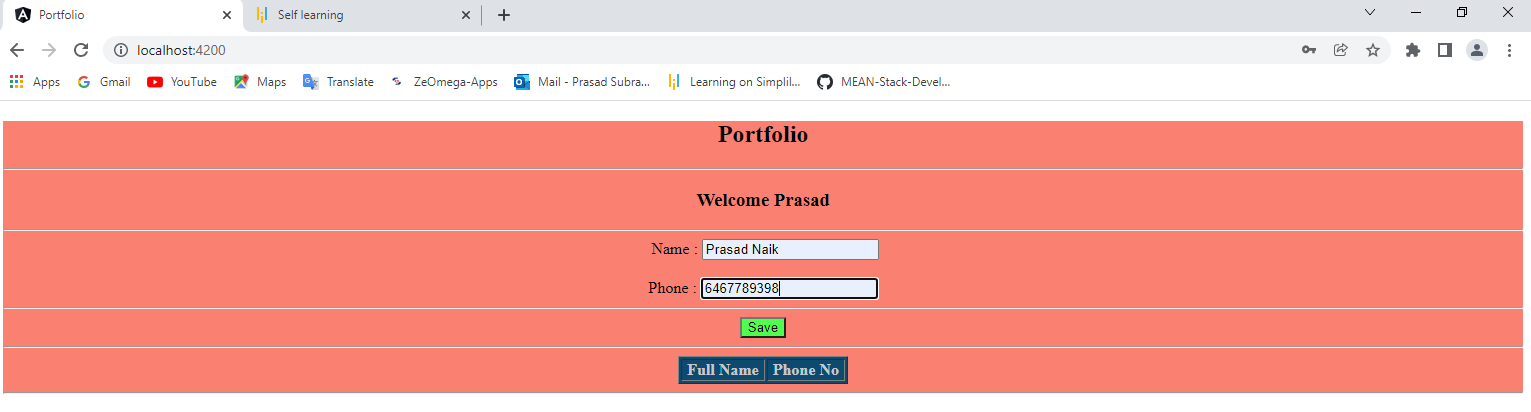 Portfolio
Self learning
localhost:4200
Apps
Gmail
YouTube
Maps
Translate
ZeOmega-Apps
Mail - Prasad Subra...
Learning on Simplil...
MEAN-Stack-Devel...
Portfolio
Welcome Prasad
Name : Prasad Naik
Phone : 6467789398
Save
Full Name Phone No